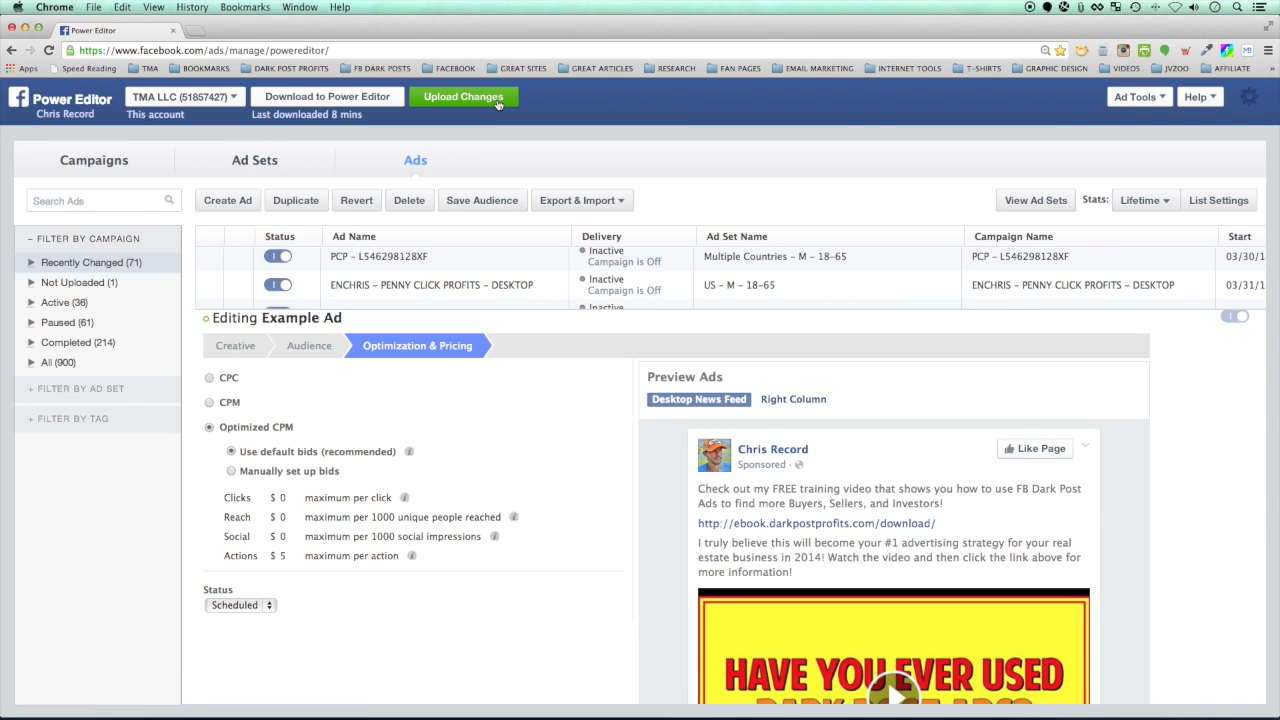 Chrome File Edit View History Bookmarks Window Help
Power Editor
https://www.facebook.com/ads/manage/powereditor/
Apps Speed Reading TMA BOOKMARKS DARK POST PROFITS FB DARK POSTS FACEBOOK GREAT SITES GREAT ARTICLES RESEARCH FAN PAGES EMAIL MARKETING INTERNET TOOLS T-SHIRTS GRAPHIC DESIGN VIDEOS JVZOO AFFILIATE »
Power Editor TMA LLC (51857427) Download to Power Editor Upload Changes Ad Tools Help
Chris Record This account Last downloaded 8 mins
Campaigns Ad Sets Ads
Search Ads Create Ad Duplicate Revert Delete Save Audience Export & Import View Ad Sets Stats: Lifetime List Settings
– FILTER BY CAMPAIGN
Recently Changed (71)
Not Uploaded (1)
Active (36)
Paused (61)
Completed (214)
All (900)
+ FILTER BY AD SET
+ FILTER BY TAG
Status Ad Name Delivery Ad Set Name Campaign Name Start
PCP – L546298128XF Inactive Multiple Countries – M – 18-65 PCP – L546298128XF 03/30/1
Campaign is Off
ENCHRIS – PENNY CLICK PROFITS – DESKTOP Inactive US – M – 18-65 ENCHRIS – PENNY CLICK PROFITS – DESKTOP 03/31/1
Campaign is Off
Inactive
Editing Example Ad
Creative Audience Optimization & Pricing
CPC
CPM
Optimized CPM
Use default bids (recommended)
Manually set up bids
Clicks $ 0 maximum per click
Reach $ 0 maximum per 1000 unique people reached
Social $ 0 maximum per 1000 social impressions
Actions $ 5 maximum per action
Status
Scheduled
Preview Ads
Desktop News Feed Right Column
Chris Record Like Page
Sponsored ·
Check out my FREE training video that shows you how to use FB Dark Post
Ads to find more Buyers, Sellers, and Investors!
http://ebook.darkpostprofits.com/download/
I truly believe this will become your #1 advertising strategy for your real
estate business in 2014! Watch the video and then click the link above for
more information!
HAVE YOU EVER USED